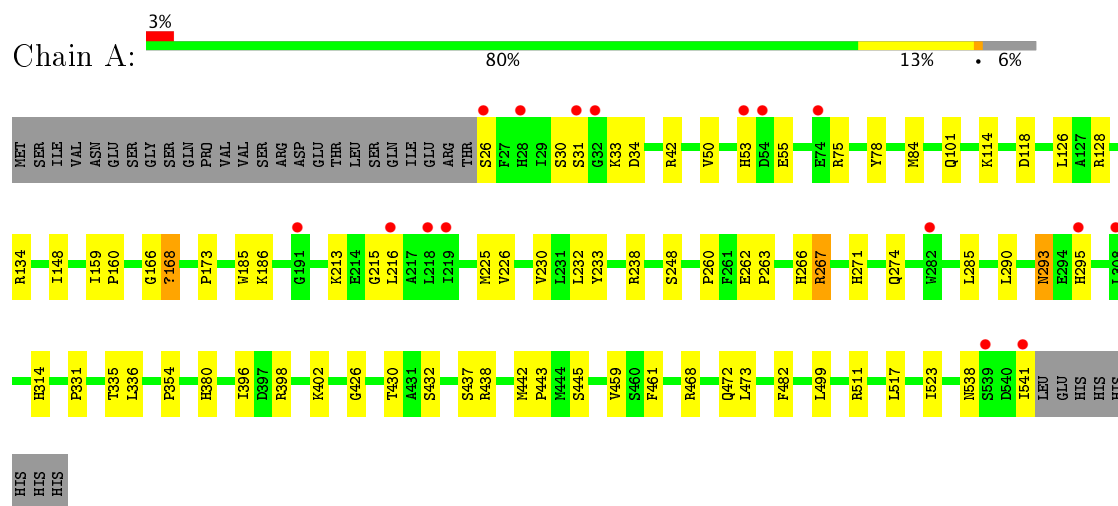 3%
Chain A:
80% 13% • 6%
MET SER ILE VAL ASN GLU SER GLY SER GLN PRO VAL VAL SER ARG ASP GLU THR LEU SER GLN ILE GLU ARG THR S26 F27 H28 I29 S30 S31 G32 K33 D34 R42 V50 H53 D54 E55 E74 R75 Y78 M84 Q101 K114 D118 L126 A127 R128
R134 I148 I159 P160 G166 ?168 P173 W185 K186 G191 K213 E214 G215 L216 A217 L218 I219 M225 V226 V230 L231 L232 Y233 R238 S248 P260 F261 E262 P263 H266 R267 H271 Q274 W282 L285 L290 N293 E294 H295 L308
H314 P331 T335 L336 P354 H380 I396 D397 R398 K402 G426 T430 A431 S432 S437 R438 M442 P443 M444 S445 V459 S460 F461 R468 Q472 L473 F482 L499 R511 L517 I523 N538 S539 D540 I541 LEU GLU HIS HIS HIS HIS
HIS HIS HIS